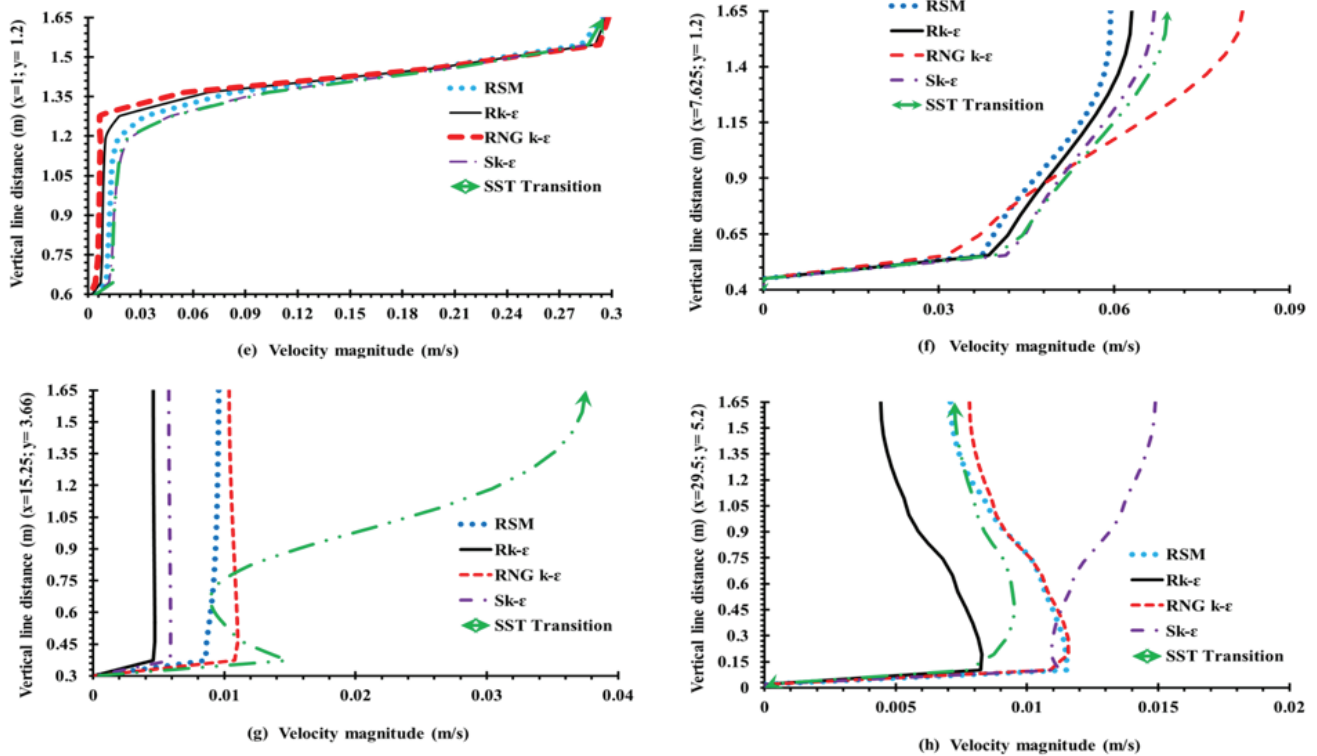 Vertical line distance (m) (x=1; y= 1.2)
1.65
1.5
1.35
1.2
1.05
0.9
0.75
0.6
RSM
Rk-ε
RNG k-ε
Sk-ε
SST Transition
0 0.03 0.06 0.09 0.12 0.15 0.18 0.21 0.24 0.27 0.3
(e) Velocity magnitude (m/s)
Vertical line distance (m) (x=7.625; y= 1.2)
1.65
1.4
1.15
0.9
0.65
0.4
RSM
Rk-ε
RNG k-ε
Sk-ε
SST Transition
0 0.03 0.06 0.09
(f) Velocity magnitude (m/s)
Vertical line distance (m) (x=15.25; y= 3.66)
1.65
1.5
1.35
1.2
1.05
0.9
0.75
0.6
0.45
0.3
RSM
Rk-ε
RNG k-ε
Sk-ε
SST Transition
0 0.01 0.02 0.03 0.04
(g) Velocity magnitude (m/s)
Vertical line distance (m) (x=29.5; y= 5.2)
1.65
1.5
1.35
1.2
1.05
0.9
0.75
0.6
0.45
0.3
0.15
0
RSM
Rk-ε
RNG k-ε
Sk-ε
SST Transition
0 0.005 0.01 0.015 0.02
(h) Velocity magnitude (m/s)